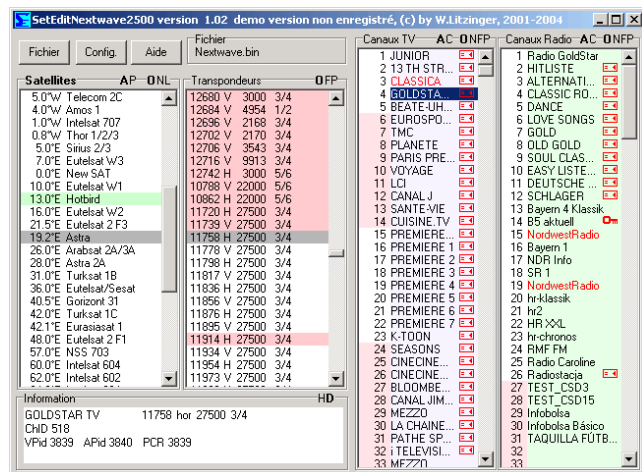 SetEditNextwave2500 version 1.02 demo version non enregistré, (c) by W.Litzinger, 2001-2004
Fichier Config. Aide
Fichier
Nextwave.bin
Satellites AP ONL
5.0°W Telecom 2C
4.0°W Amos 1
1.0°W Intelsat 707
0.8°W Thor 1/2/3
5.0°E Sirius 2/3
7.0°E Eutelsat W3
0.0°E New SAT
10.0°E Eutelsat W1
13.0°E Hotbird
16.0°E Eutelsat W2
21.5°E Eutelsat 2 F3
19.2°E Astra
26.0°E Arabsat 2A/3A
28.0°E Astra 2A
31.0°E Turksat 1B
36.0°E Eutelsat/Sesat
40.5°E Gorizont 31
42.0°E Turksat 1C
42.1°E Eurasiasat 1
48.0°E Eutelsat 2 F1
57.0°E NSS 703
60.0°E Intelsat 604
62.0°E Intelsat 602
Transpondeurs OFP
12680 V 3000 3/4
12684 V 4954 1/2
12696 V 2168 3/4
12702 V 2170 3/4
12706 V 3543 3/4
12716 V 9913 3/4
12742 H 3000 5/6
10788 V 22000 5/6
10862 H 22000 5/6
11720 H 27500 3/4
11739 V 27500 3/4
11758 H 27500 3/4
11778 V 27500 3/4
11798 H 27500 3/4
11817 V 27500 3/4
11836 H 27500 3/4
11856 V 27500 3/4
11876 H 27500 3/4
11895 V 27500 3/4
11914 H 27500 3/4
11934 V 27500 3/4
11954 H 27500 3/4
11973 V 27500 3/4
Information HD
GOLDSTAR TV 11758 hor 27500 3/4
ChID 518
VPid 3839 APid 3840 PCR 3839
Canaux TV AC ONFP
1 JUNIOR
2 13 TH STR...
3 CLASSICA
4 GOLDSTA...
5 BEATE-UH...
6 EUROSPO...
7 TMC
8 PLANETE
9 PARIS PRE...
10 VOYAGE
11 LCI
12 CANAL J
13 SANTE-VIE
14 CUISINE.TV
15 PREMIERE...
16 PREMIERE 1
17 PREMIERE 2
18 PREMIERE 3
19 PREMIERE 4
20 PREMIERE 5
21 PREMIERE 6
22 PREMIERE 7
23 K-TOON
24 SEASONS
25 CINECINE...
26 CINECINE...
27 BLOOMBE...
28 CANAL JIM...
29 MEZZO
30 LA CHAINE...
31 PATHE SP...
32 i TELEVISI...
33 MEZZO
Canaux Radio AC ONFP
1 Radio GoldStar
2 HITLISTE
3 ALTERNATI...
4 CLASSIC RO...
5 DANCE
6 LOVE SONGS
7 GOLD
8 OLD GOLD
9 SOUL CLAS...
10 EASY LISTE...
11 DEUTSCHE ...
12 SCHLAGER
13 Bayern 4 Klassik
14 B5 aktuell
15 NordwestRadio
16 Bayern 1
17 NDR Info
18 SR 1
19 NordwestRadio
20 hr-klassik
21 hr2
22 HR XXL
23 hr-chronos
24 RMF FM
25 Radio Caroline
26 Radiostacja
27 TEST_CSD3
28 TEST_CSD15
29 Infobolsa
30 Infobolsa Básico
31 TAQUILLA FÚTB...
32
33